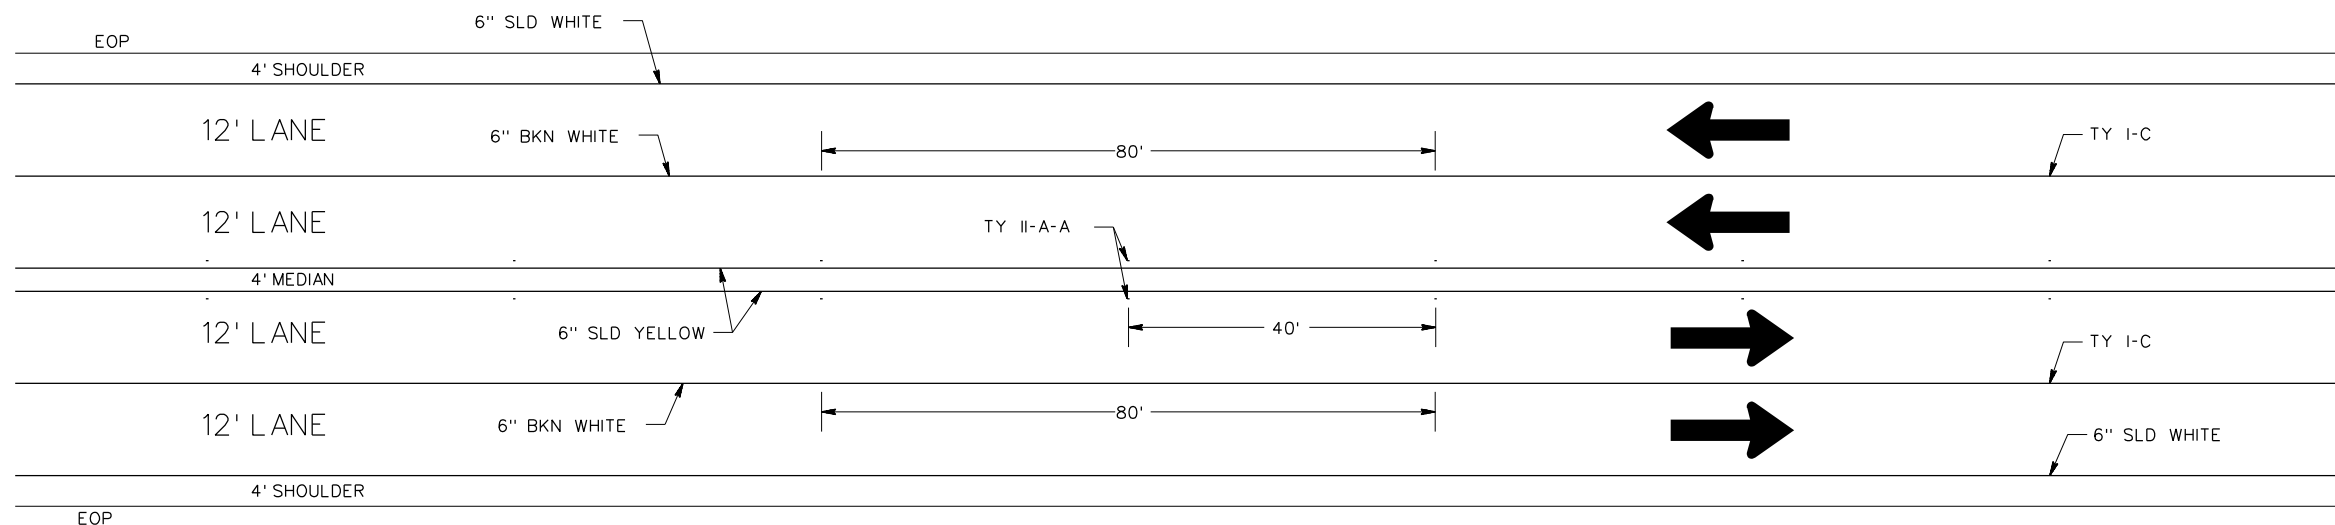 6" SLD WHITE
EOP
4' SHOULDER
12' LANE
6" BKN WHITE
80'
TY I-C
12' LANE
TY II-A-A
4' MEDIAN
12' LANE
6" SLD YELLOW
40'
TY I-C
12' LANE
6" BKN WHITE
80'
6" SLD WHITE
4' SHOULDER
EOP